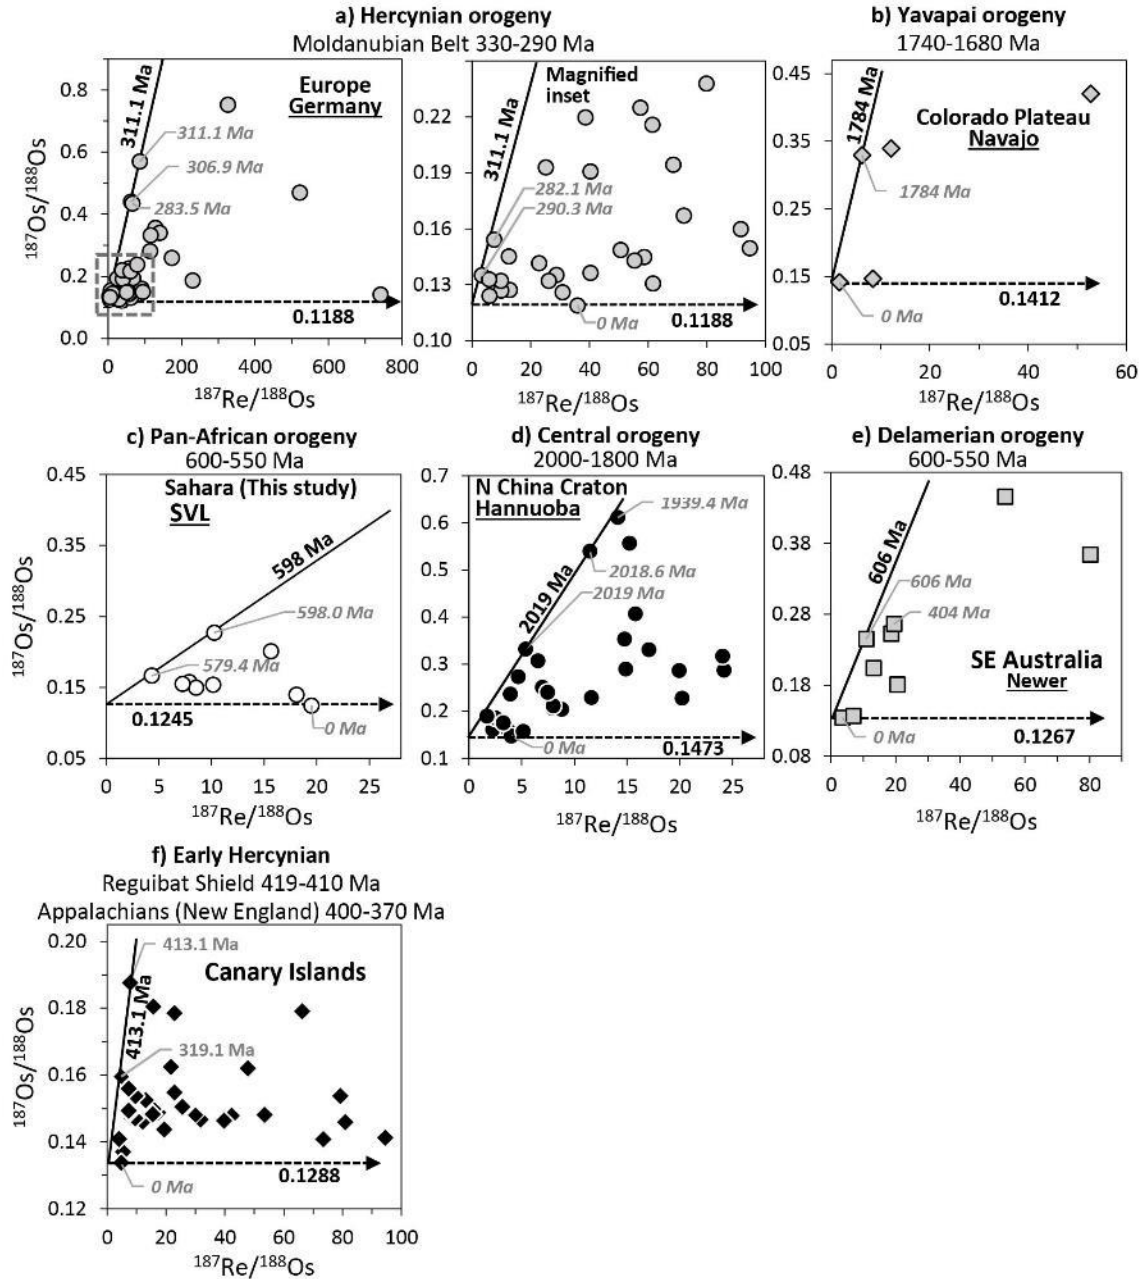 a) Hercynian orogeny
Moldanubian Belt 330-290 Ma
Europe
Germany
311.1 Ma
311.1 Ma
306.9 Ma
283.5 Ma
0.1188
0.8
0.6
0.4
0.2
0.0
0 200 400 600 800
187Os/188Os
187Re/188Os
Magnified
inset
311.1 Ma
282.1 Ma
290.3 Ma
0 Ma
0.1188
0.22
0.19
0.16
0.13
0.10
0 20 40 60 80 100
187Re/188Os
b) Yavapai orogeny
1740-1680 Ma
Colorado Plateau
Navajo
1784 Ma
1784 Ma
0.1412
0 Ma
0.45
0.35
0.25
0.15
0.05
0 20 40 60
187Re/188Os
c) Pan-African orogeny
600-550 Ma
Sahara (This study)
SVL
598 Ma
598.0 Ma
579.4 Ma
0.1245
0 Ma
0.45
0.35
0.25
0.15
0.05
0 5 10 15 20 25
187Os/188Os
187Re/188Os
d) Central orogeny
2000-1800 Ma
N China Craton
Hannuoba
1939.4 Ma
2018.6 Ma
2019 Ma
2019 Ma
0 Ma
0.1473
0.7
0.6
0.5
0.4
0.3
0.2
0.1
0 5 10 15 20 25
187Re/188Os
e) Delamerian orogeny
600-550 Ma
606 Ma
606 Ma
404 Ma
SE Australia
Newer
0 Ma
0.1267
0.48
0.38
0.28
0.18
0.08
0 20 40 60 80
187Re/188Os
f) Early Hercynian
Reguibat Shield 419-410 Ma
Appalachians (New England) 400-370 Ma
413.1 Ma
Canary Islands
413.1 Ma
319.1 Ma
0.1288
0 Ma
0.20
0.18
0.16
0.14
0.12
0 20 40 60 80 100
187Os/188Os
187Re/188Os